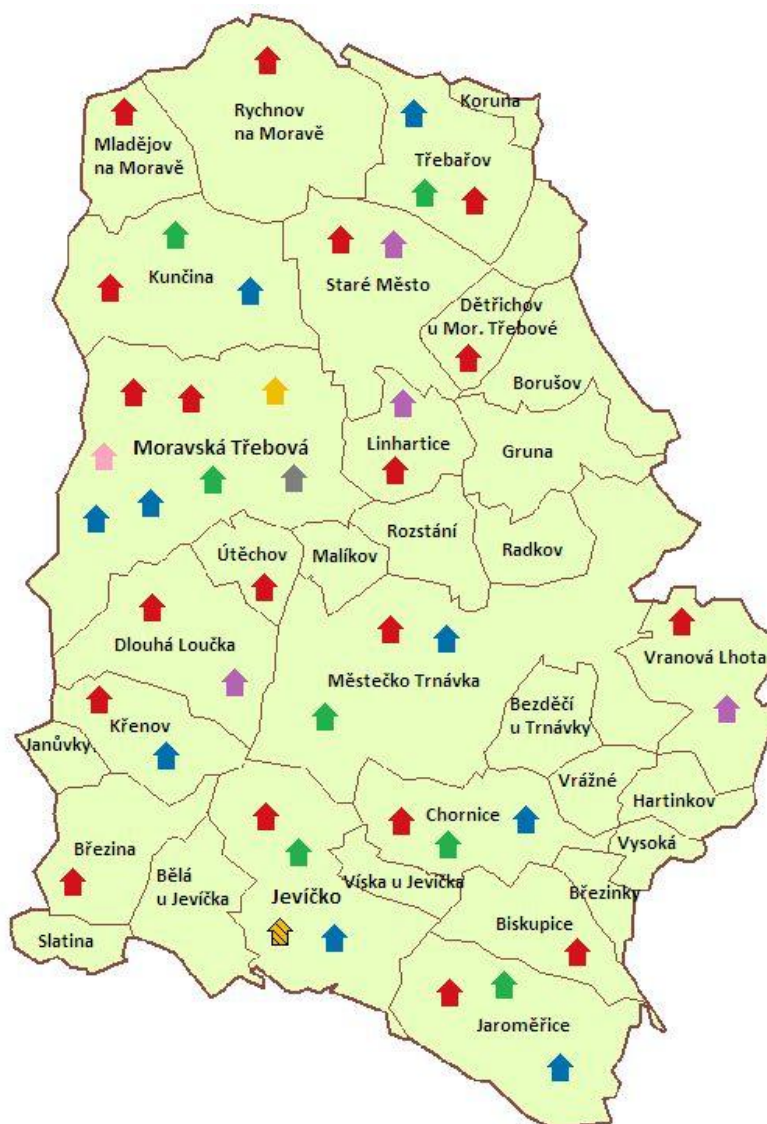 Koruna
Rychnov
na Moravě
Mladějov
na Moravě
Třebařov
Kunčina
Staré Město
Dětřichov
u Mor. Třebové
Borušov
Moravská Třebová
Linhartice
Gruna
Rozstání
Radkov
Útěchov
Malíkov
Dlouhá Loučka
Městečko Trnávka
Vranová Lhota
Bezděčí
u Trnávky
Křenov
Janůvky
Vrážné
Hartinkov
Chornice
Vysoká
Březina
Bělá
u Jevíčka
Víska u Jevíčka
Březinky
Jevíčko
Biskupice
Slatina
Jaroměřice